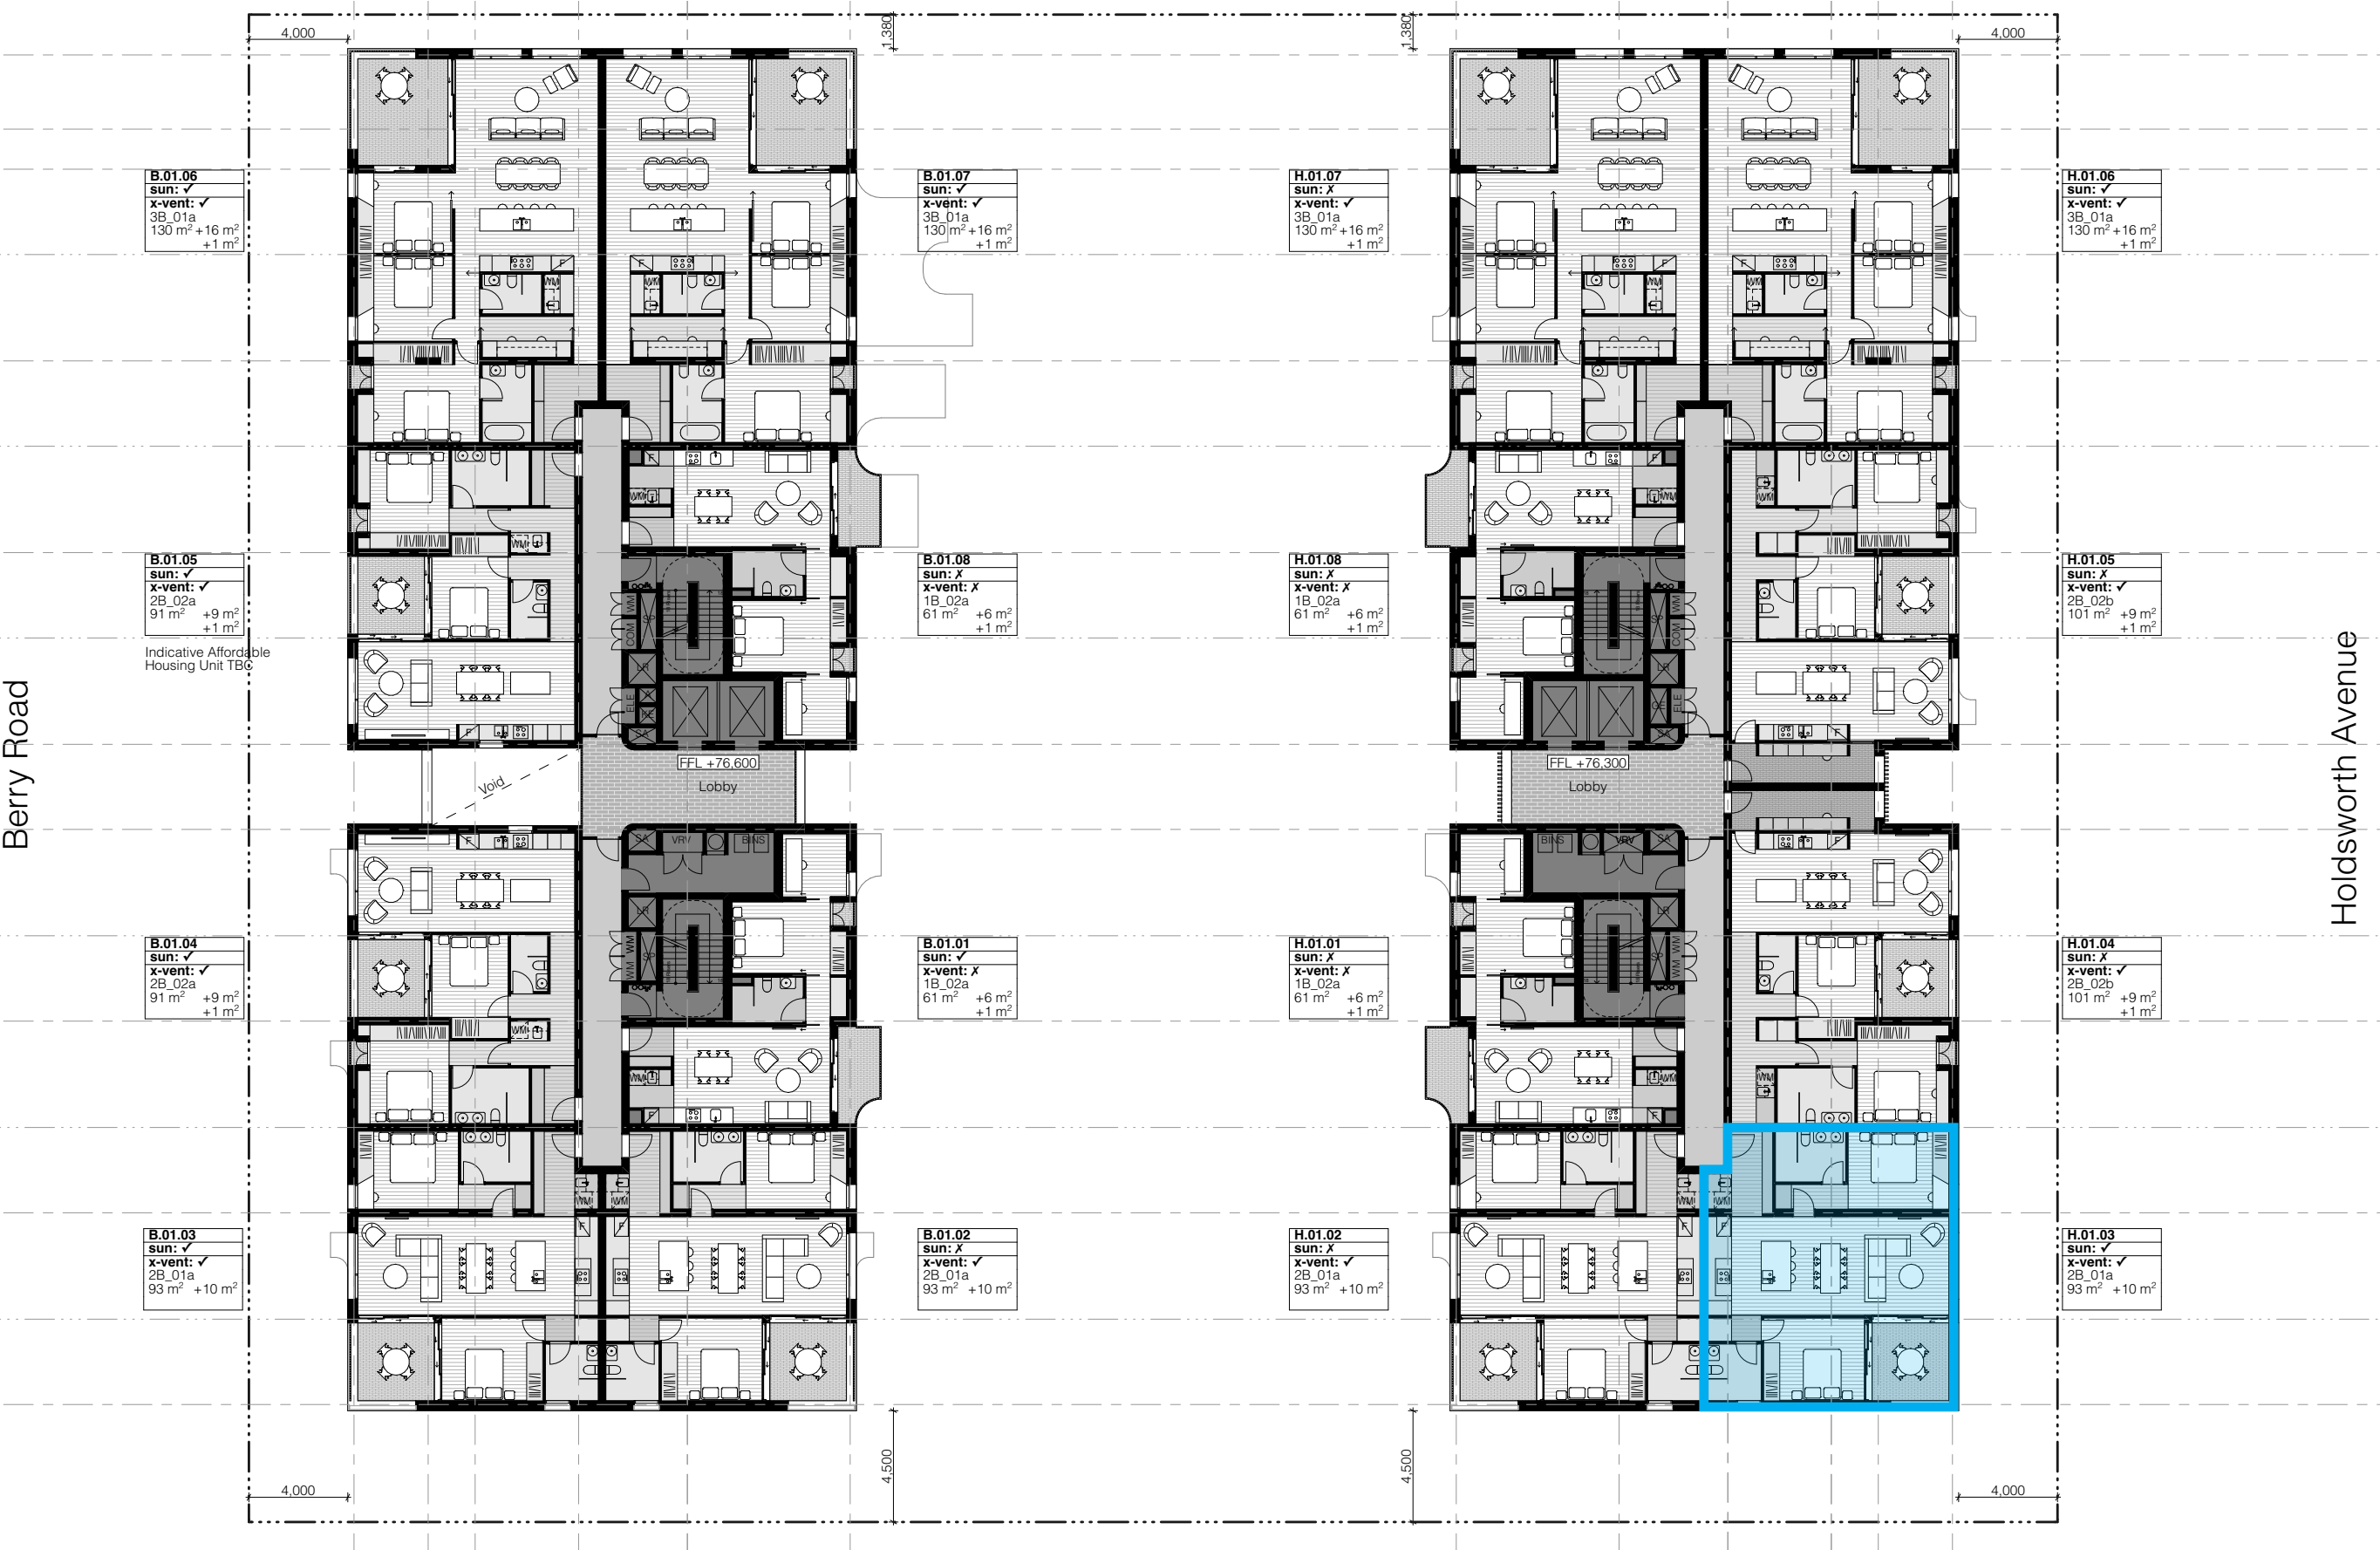 4,000
1,380
1,380
4,000
B.01.06
sun: ✓
x-vent: ✓
3B_01a
130 m² +16 m²
+1 m²
B.01.07
sun: ✓
x-vent: ✓
3B_01a
130 m² +16 m²
+1 m²
H.01.07
sun: ✗
x-vent: ✓
3B_01a
130 m² +16 m²
+1 m²
H.01.06
sun: ✓
x-vent: ✓
3B_01a
130 m² +16 m²
+1 m²
B.01.05
sun: ✓
x-vent: ✓
2B_02a
91 m² +9 m²
+1 m²
Indicative Affordable
Housing Unit TBC
B.01.08
sun: ✗
x-vent: ✗
1B_02a
61 m² +6 m²
+1 m²
H.01.08
sun: ✗
x-vent: ✗
1B_02a
61 m² +6 m²
+1 m²
H.01.05
sun: ✗
x-vent: ✓
2B_02b
101 m² +9 m²
+1 m²
Berry Road
Holdsworth Avenue
Void
FFL +76,600
Lobby
FFL +76,300
Lobby
SA
VRV
BINS
BINS
VRV
SA
B.01.04
sun: ✓
x-vent: ✓
2B_02a
91 m² +9 m²
+1 m²
B.01.01
sun: ✓
x-vent: ✗
1B_02a
61 m² +6 m²
+1 m²
H.01.01
sun: ✗
x-vent: ✗
1B_02a
61 m² +6 m²
+1 m²
H.01.04
sun: ✗
x-vent: ✓
2B_02b
101 m² +9 m²
+1 m²
B.01.03
sun: ✓
x-vent: ✓
2B_01a
93 m² +10 m²
B.01.02
sun: ✗
x-vent: ✓
2B_01a
93 m² +10 m²
H.01.02
sun: ✗
x-vent: ✓
2B_01a
93 m² +10 m²
H.01.03
sun: ✓
x-vent: ✓
2B_01a
93 m² +10 m²
4,000
4,500
4,500
4,000